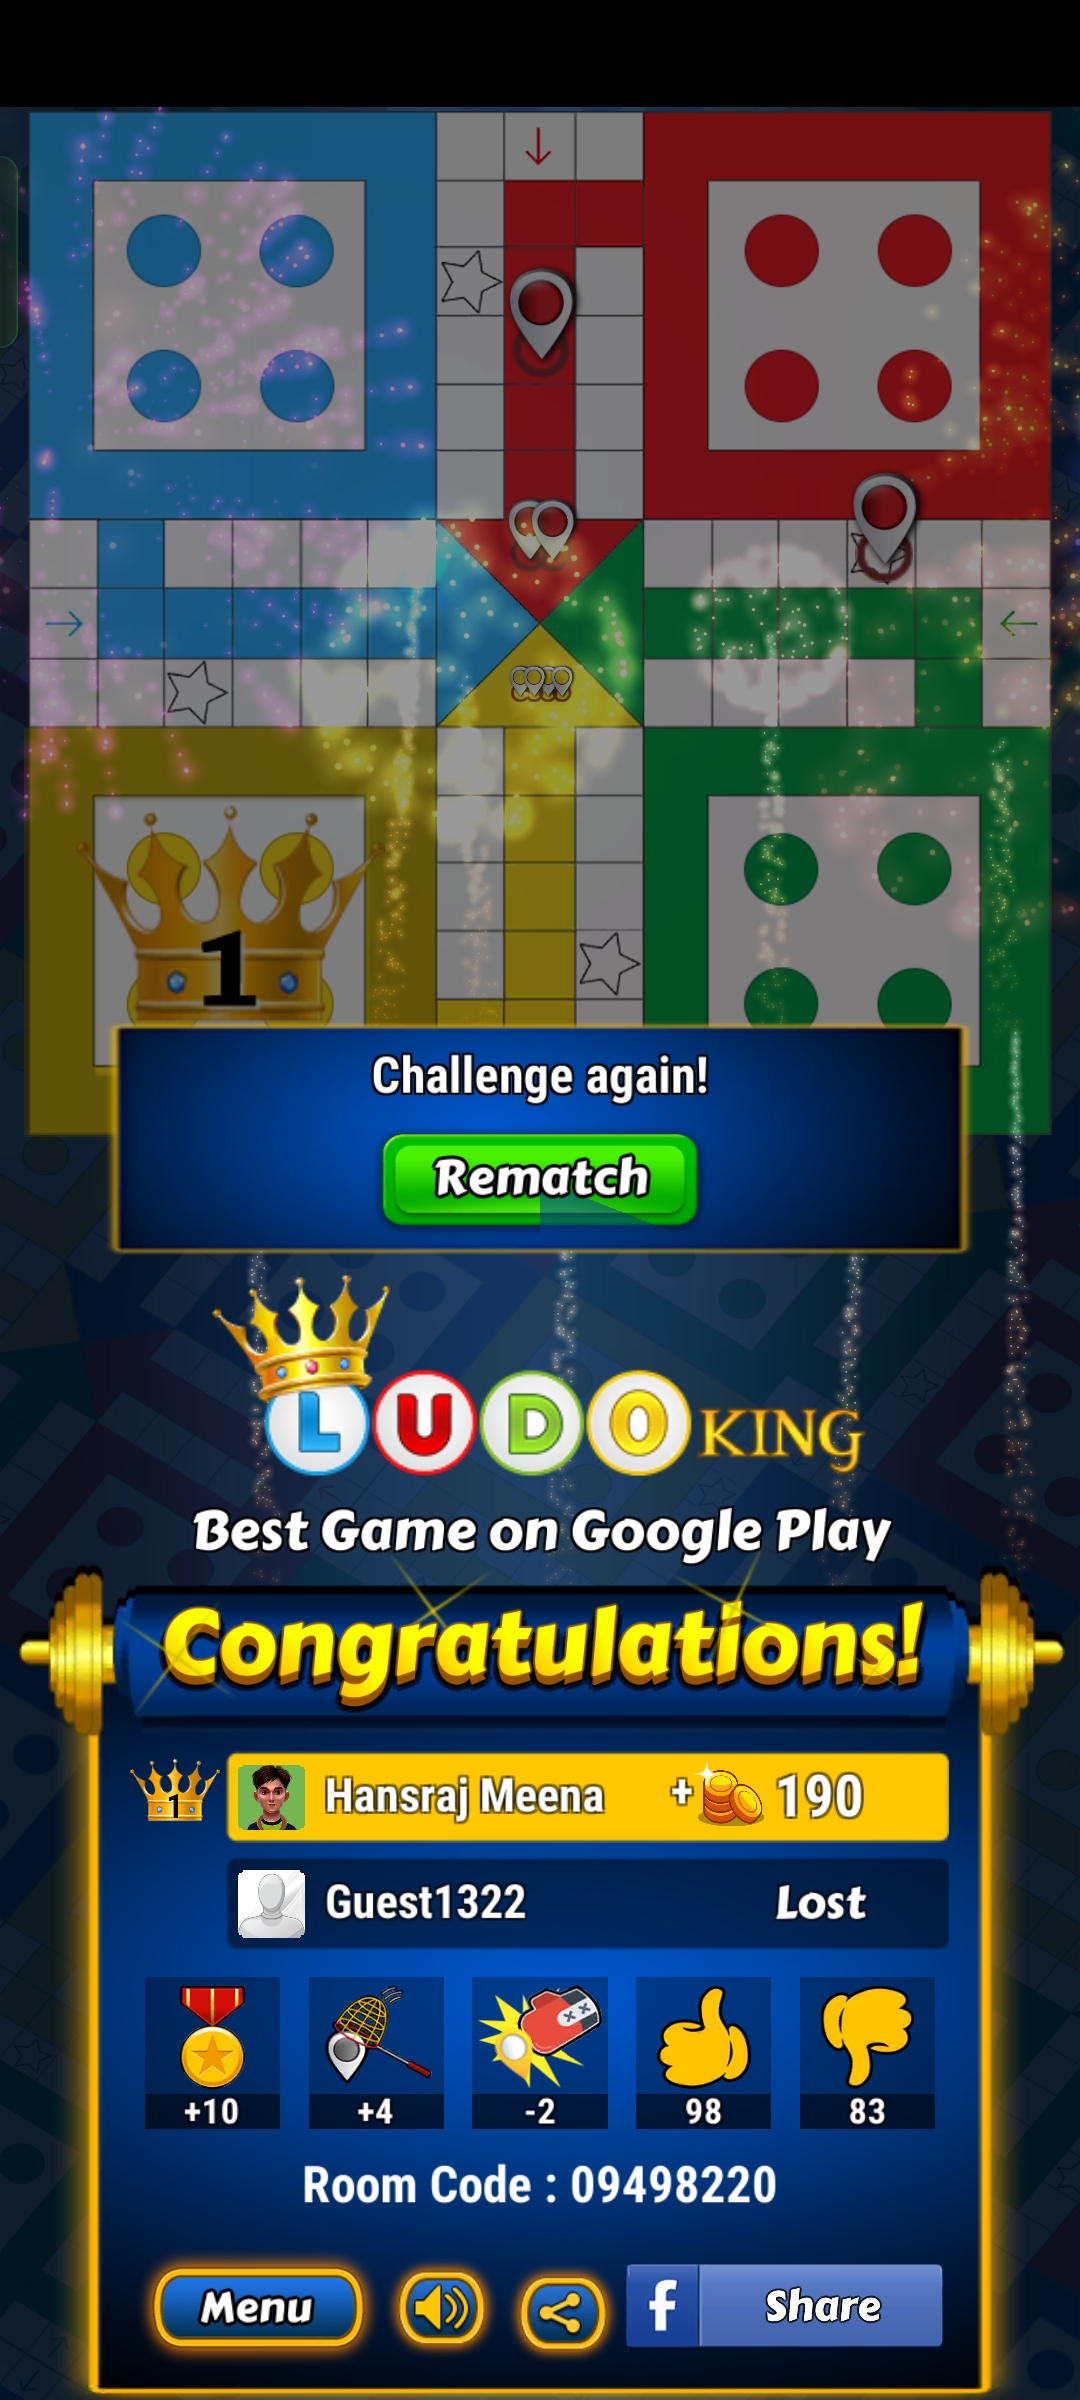 1
Challenge again!
Rematch
LUDO KING
Best Game on Google Play
Congratulations!
1 Hansraj Meena + 190
Guest1322 Lost
+10 +4 -2 98 83
Room Code : 09498220
Menu f Share